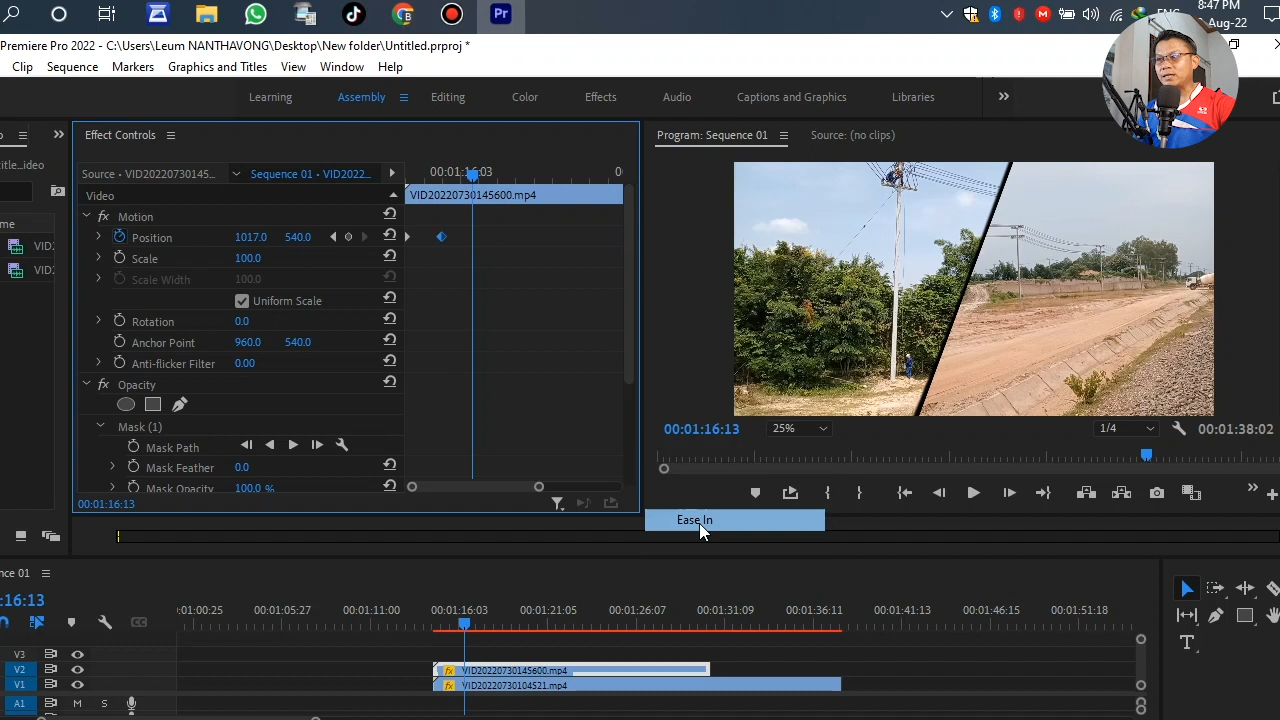 Pr
8:47 PM
-Aug-22
Premiere Pro 2022 - C:\Users\Leum NANTHAVONG\Desktop\New folder\Untitled.prproj *
Clip Sequence Markers Graphics and Titles View Window Help
Learning Assembly Editing Color Effects Audio Captions and Graphics Libraries
Effect Controls
Program: Sequence 01 Source: (no clips)
Source · VID20220730145... Sequence 01 · VID2022...
00:01:16:03
Video
VID20220730145600.mp4
fx Motion
Position 1017.0 540.0
Scale 100.0
Scale Width 100.0
Uniform Scale
Rotation 0.0
Anchor Point 960.0 540.0
Anti-flicker Filter 0.00
fx Opacity
Mask (1)
Mask Path
Mask Feather 0.0
Mask Opacity 100.0 %
00:01:16:13
VID
VID
00:01:16:13 25% 1/4 00:01:38:02
Ease In
:01:00:25 00:01:05:27 00:01:11:00 00:01:16:03 00:01:21:05 00:01:26:07 00:01:31:09 00:01:36:11 00:01:41:13 00:01:46:15 00:01:51:18
V3
V2 fx VID20220730145600.mp4
V1 fx VID20220730104521.mp4
A1 M S